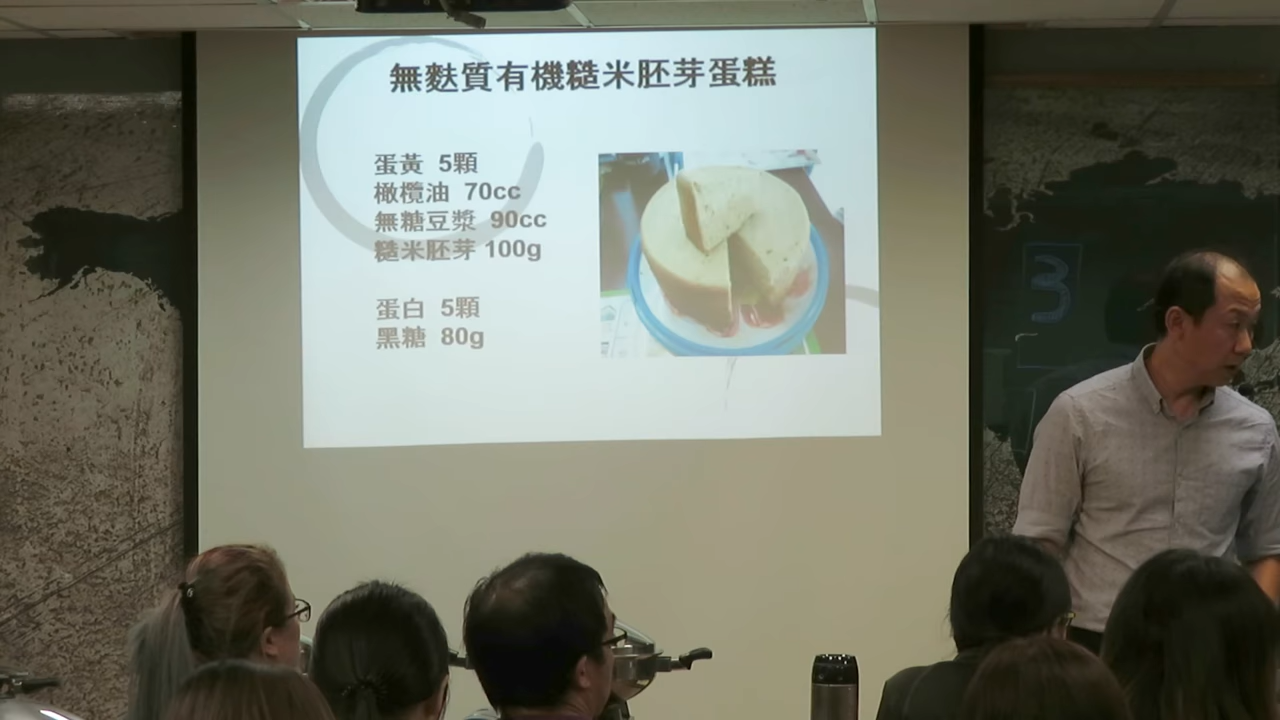 無麩質有機糙米胚芽蛋糕
蛋黃 5顆
橄欖油 70cc
無糖豆漿 90cc
糙米胚芽 100g
蛋白 5顆
黑糖 80g
3